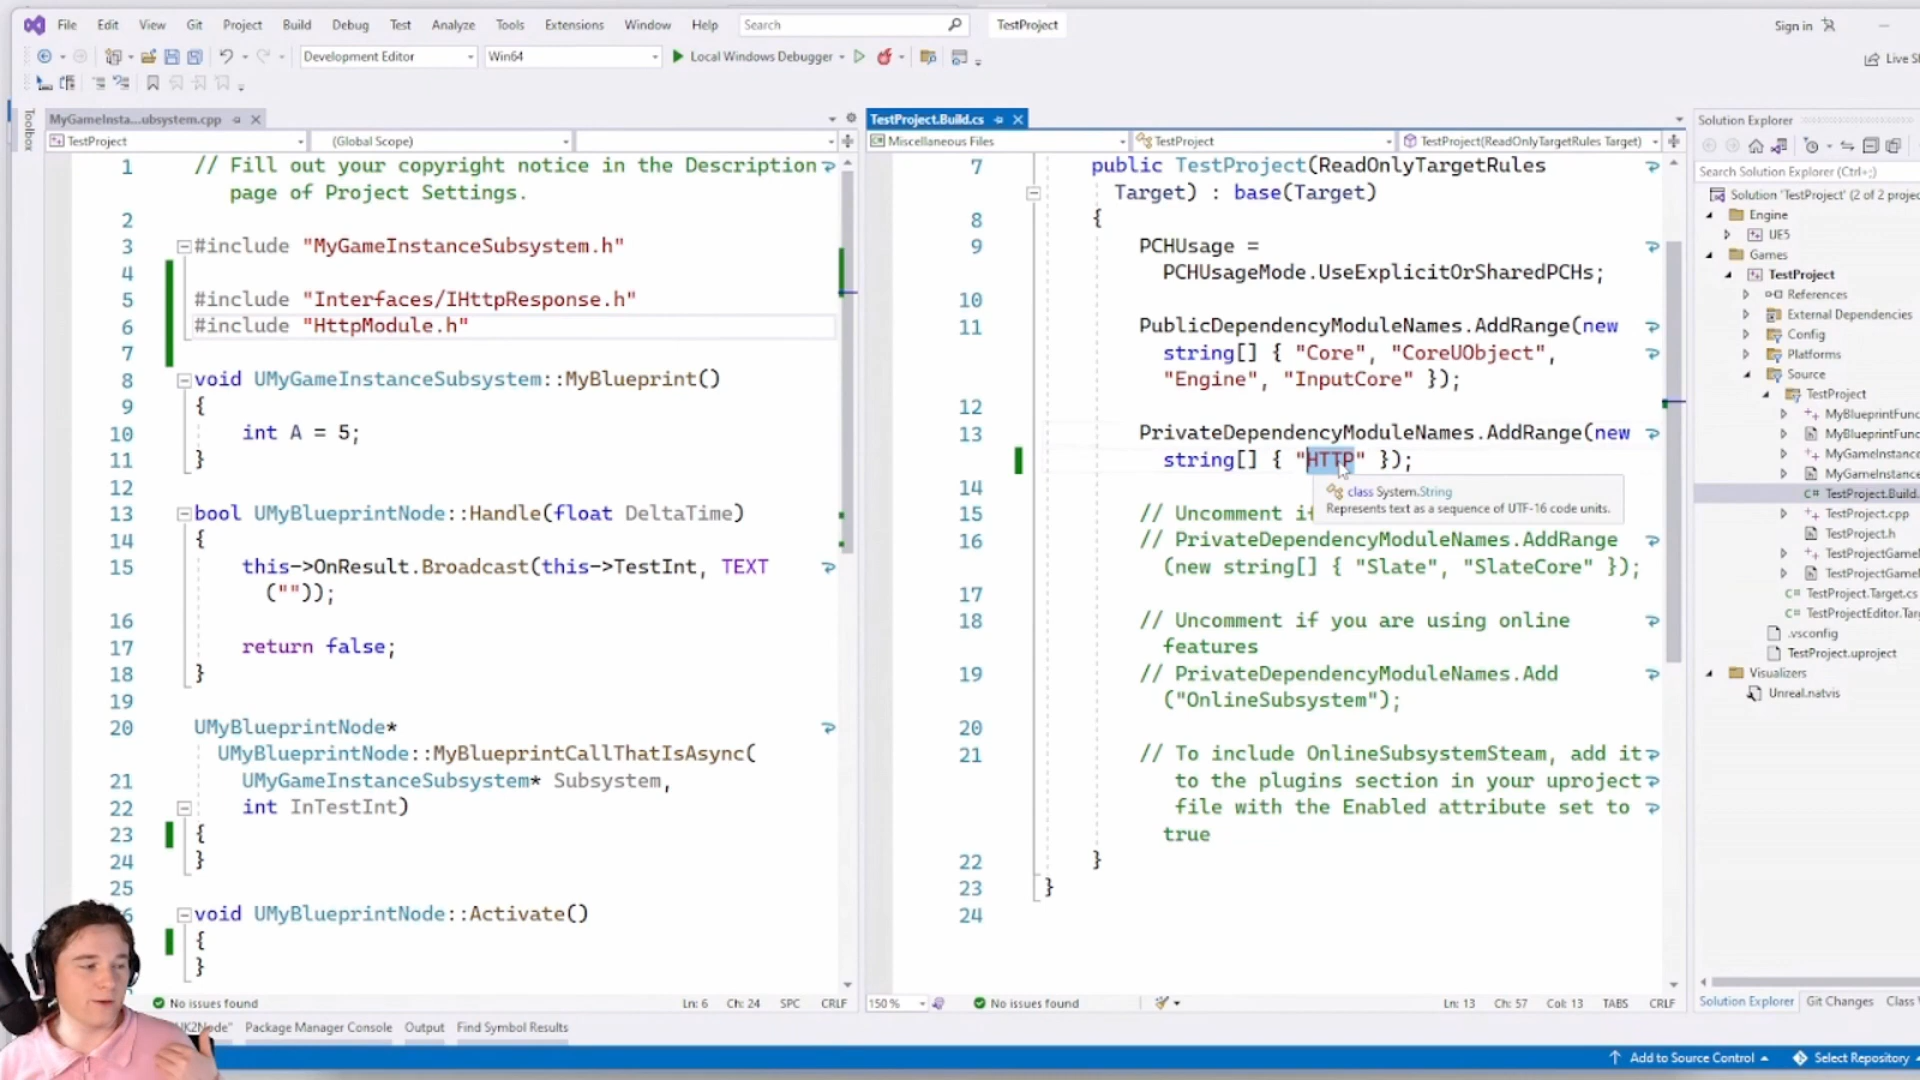 File Edit View Git Project Build Debug Test Analyze Tools Extensions Window Help Search TestProject Sign in
Development Editor Win64 Local Windows Debugger Live Sh
Toolbox
MyGameInsta...ubsystem.cpp
TestProject (Global Scope)
1 // Fill out your copyright notice in the Description
page of Project Settings.
2
3 #include "MyGameInstanceSubsystem.h"
4
5 #include "Interfaces/IHttpResponse.h"
6 #include "HttpModule.h"
7
8 void UMyGameInstanceSubsystem::MyBlueprint()
9 {
10 int A = 5;
11 }
12
13 bool UMyBlueprintNode::Handle(float DeltaTime)
14 {
15 this->OnResult.Broadcast(this->TestInt, TEXT
(""));
16
17 return false;
18 }
19
20 UMyBlueprintNode*
UMyBlueprintNode::MyBlueprintCallThatIsAsync(
21 UMyGameInstanceSubsystem* Subsystem,
22 int InTestInt)
23 {
24 }
25
6 void UMyBlueprintNode::Activate()
{
}
No issues found Ln: 6 Ch: 24 SPC CRLF
TestProject.Build.cs
Miscellaneous Files TestProject TestProject(ReadOnlyTargetRules Target)
7 public TestProject(ReadOnlyTargetRules
Target) : base(Target)
8 {
9 PCHUsage =
PCHUsageMode.UseExplicitOrSharedPCHs;
10
11 PublicDependencyModuleNames.AddRange(new
string[] { "Core", "CoreUObject",
"Engine", "InputCore" });
12
13 PrivateDependencyModuleNames.AddRange(new
string[] { "HTTP" });
class System.String
Represents text as a sequence of UTF-16 code units.
14
15 // Uncomment if
16 // PrivateDependencyModuleNames.AddRange
(new string[] { "Slate", "SlateCore" });
17
18 // Uncomment if you are using online
features
19 // PrivateDependencyModuleNames.Add
("OnlineSubsystem");
20
21 // To include OnlineSubsystemSteam, add it
to the plugins section in your uproject
file with the Enabled attribute set to
true
22 }
23 }
24
150 % No issues found Ln: 13 Ch: 57 Col: 13 TABS CRLF
Solution Explorer
Search Solution Explorer (Ctrl+;)
Solution 'TestProject' (2 of 2 projec
Engine
UE5
Games
TestProject
References
External Dependencies
Config
Platforms
Source
TestProject
MyBlueprintFunc
MyBlueprintFunc
MyGameInstance
MyGameInstance
TestProject.Build.
TestProject.cpp
TestProject.h
TestProjectGameM
TestProjectGameM
TestProject.Target.cs
TestProjectEditor.Targ
.vsconfig
TestProject.uproject
Visualizers
Unreal.natvis
Solution Explorer Git Changes Class V
UK2Node" Package Manager Console Output Find Symbol Results
Add to Source Control Select Repository